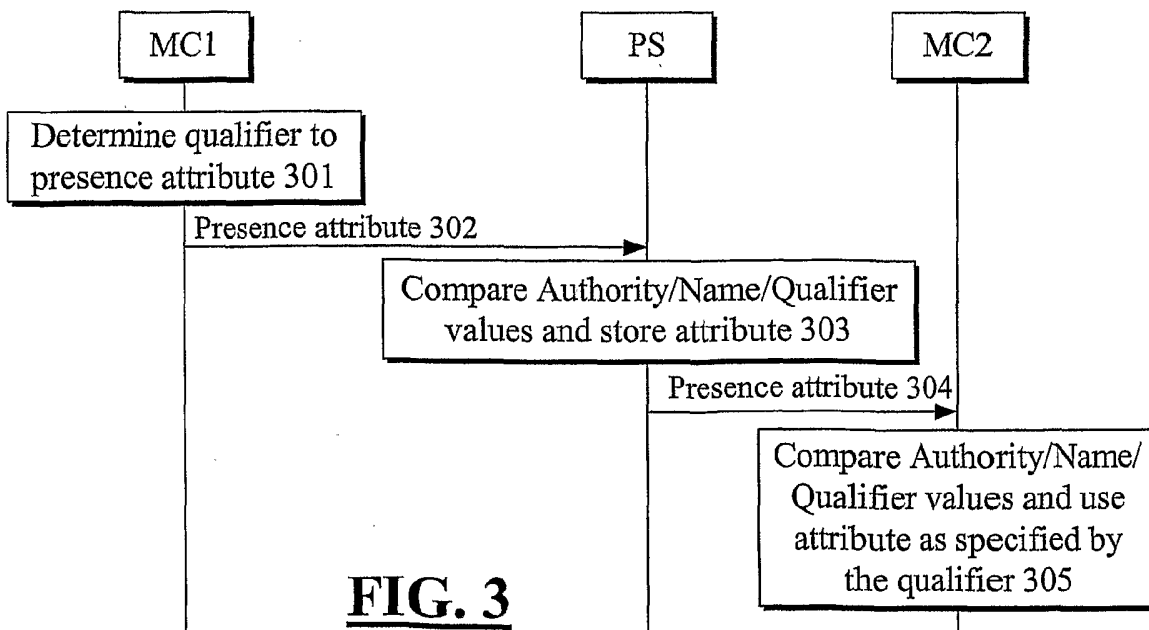 MC1
PS
MC2
Determine qualifier to
presence attribute 301
Presence attribute 302
Compare Authority/Name/Qualifier
values and store attribute 303
Presence attribute 304
Compare Authority/Name/
Qualifier values and use
attribute as specified by
the qualifier 305
FIG. 3